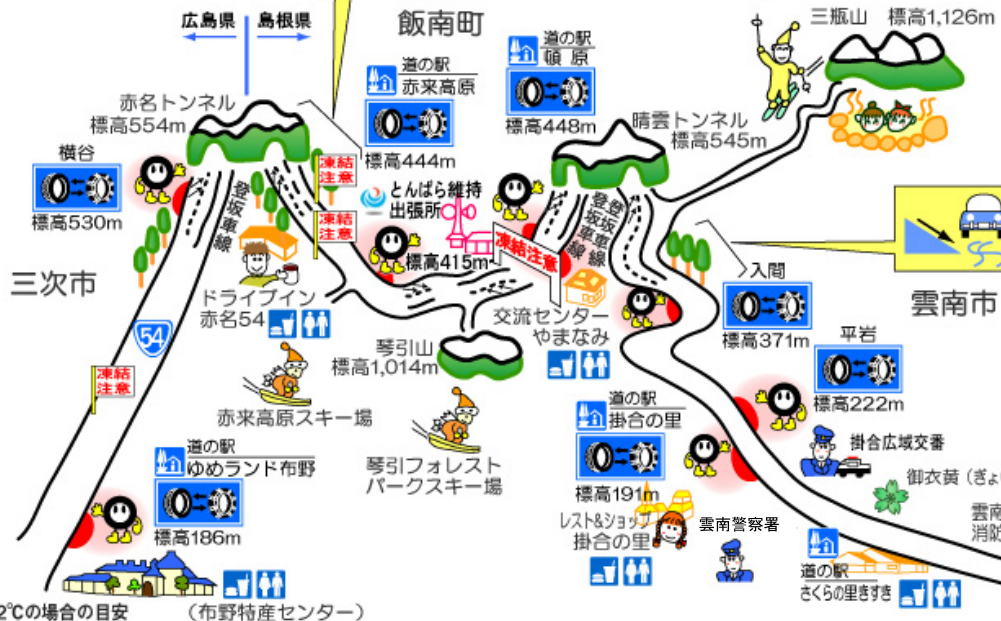 広島県
島根県
飯南町
道の駅
頓原
標高448m
三瓶山 標高1,126m
道の駅
赤来高原
標高444m
赤名トンネル
標高554m
晴雲トンネル
標高545m
横谷
標高530m
登坂車線
凍結
注意
凍結
注意
とんばら維持
出張所
標高415m
凍結注意
登坂車線
登坂車線
入間
標高371m
三次市
雲南市
ドライブイン
赤名54
54
交流センター
やまなみ
琴引山
標高1,014m
平岩
標高222m
凍結
注意
赤来高原スキー場
琴引フォレスト
パークスキー場
道の駅
掛合の里
標高191m
掛合広域交番
御衣黄
雲南
消防
道の駅
ゆめランド布野
標高186m
レスト&ショップ
掛合の里
雲南警察署
道の駅
さくらの里きすき
2℃の場合の目安
(布野特産センター)